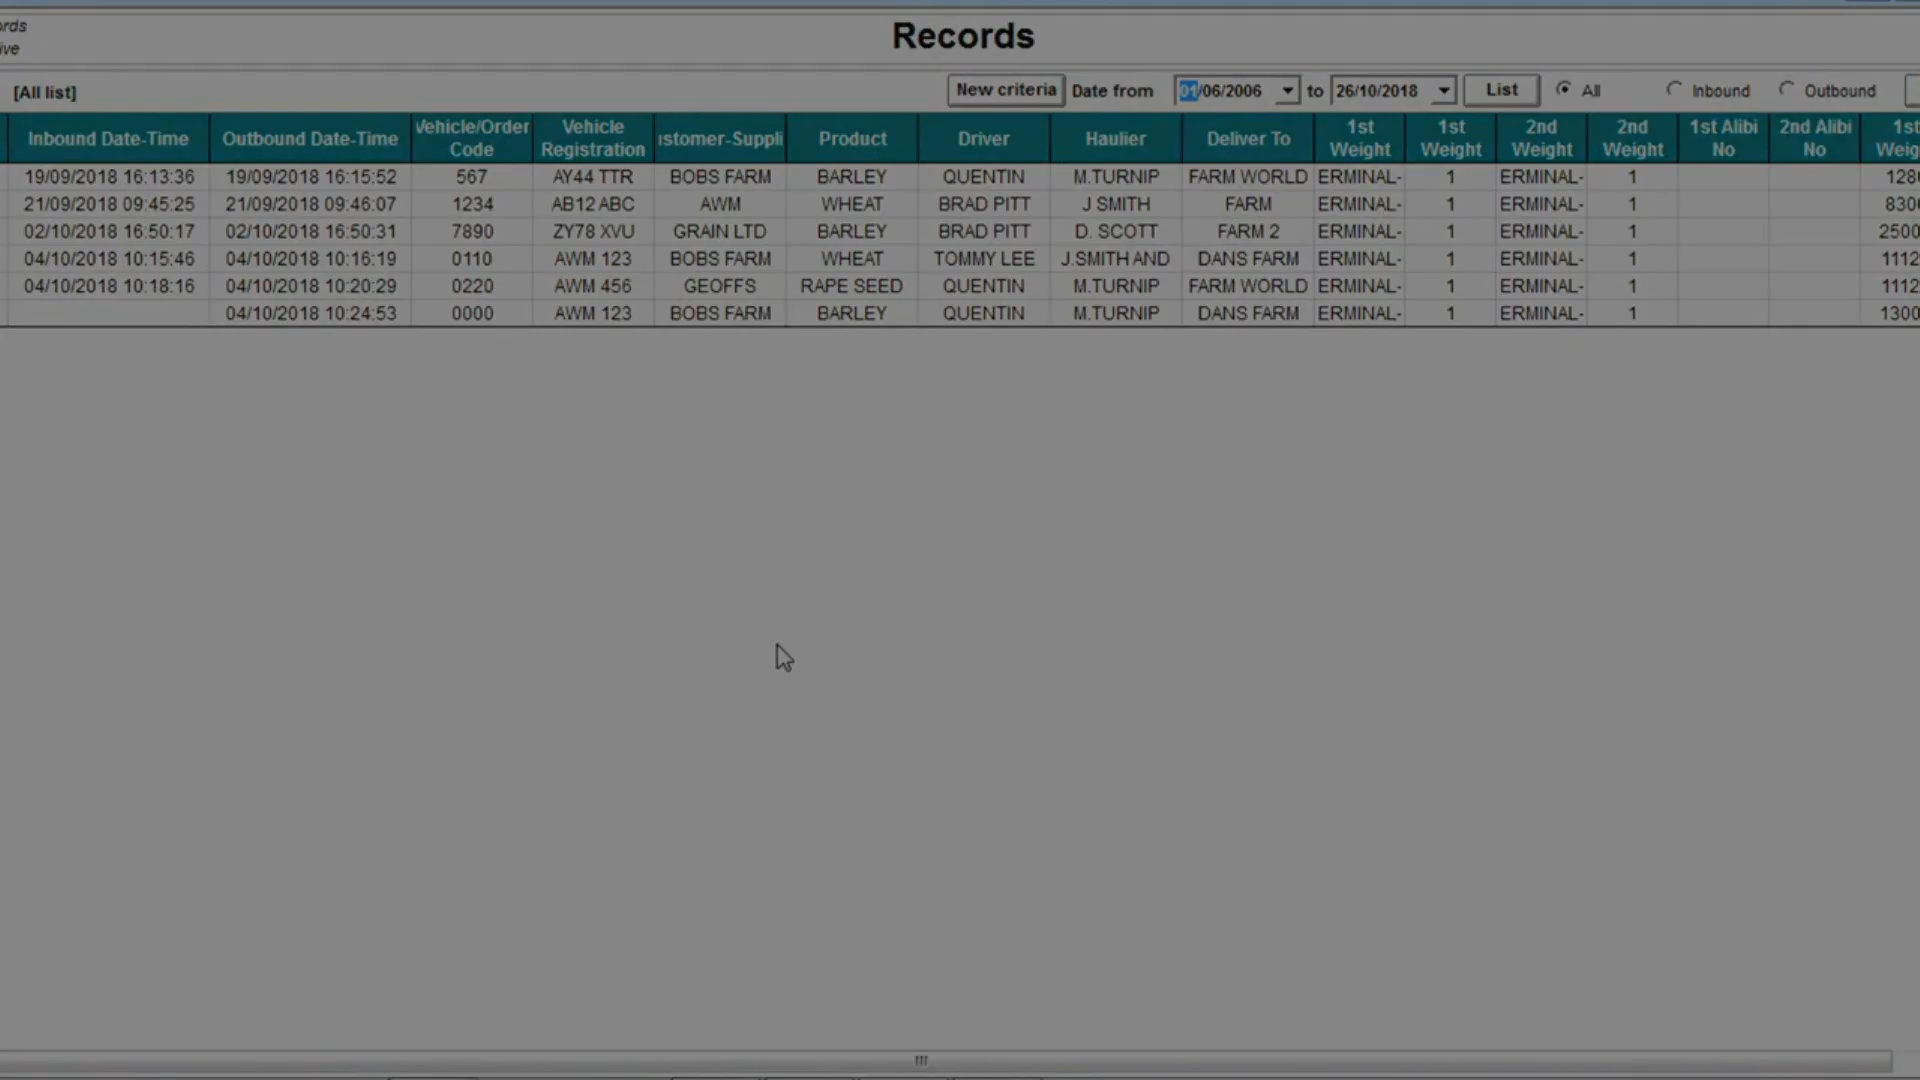 ords
ive
Records
[All list]
New criteria Date from 01/06/2006 to 26/10/2018 List All Inbound Outbound
Inbound Date-Time Outbound Date-Time Vehicle/Order Code Vehicle Registration ustomer-Suppli Product Driver Haulier Deliver To 1st Weight 1st Weight 2nd Weight 2nd Weight 1st Alibi No 2nd Alibi No 1st Weig
19/09/2018 16:13:36 19/09/2018 16:15:52 567 AY44 TTR BOBS FARM BARLEY QUENTIN M.TURNIP FARM WORLD ERMINAL- 1 ERMINAL- 1 1280
21/09/2018 09:45:25 21/09/2018 09:46:07 1234 AB12 ABC AWM WHEAT BRAD PITT J SMITH FARM ERMINAL- 1 ERMINAL- 1 8300
02/10/2018 16:50:17 02/10/2018 16:50:31 7890 ZY78 XVU GRAIN LTD BARLEY BRAD PITT D. SCOTT FARM 2 ERMINAL- 1 ERMINAL- 1 2500
04/10/2018 10:15:46 04/10/2018 10:16:19 0110 AWM 123 BOBS FARM WHEAT TOMMY LEE J.SMITH AND DANS FARM ERMINAL- 1 ERMINAL- 1 1112
04/10/2018 10:18:16 04/10/2018 10:20:29 0220 AWM 456 GEOFFS RAPE SEED QUENTIN M.TURNIP FARM WORLD ERMINAL- 1 ERMINAL- 1 1112
04/10/2018 10:24:53 0000 AWM 123 BOBS FARM BARLEY QUENTIN M.TURNIP DANS FARM ERMINAL- 1 ERMINAL- 1 1300